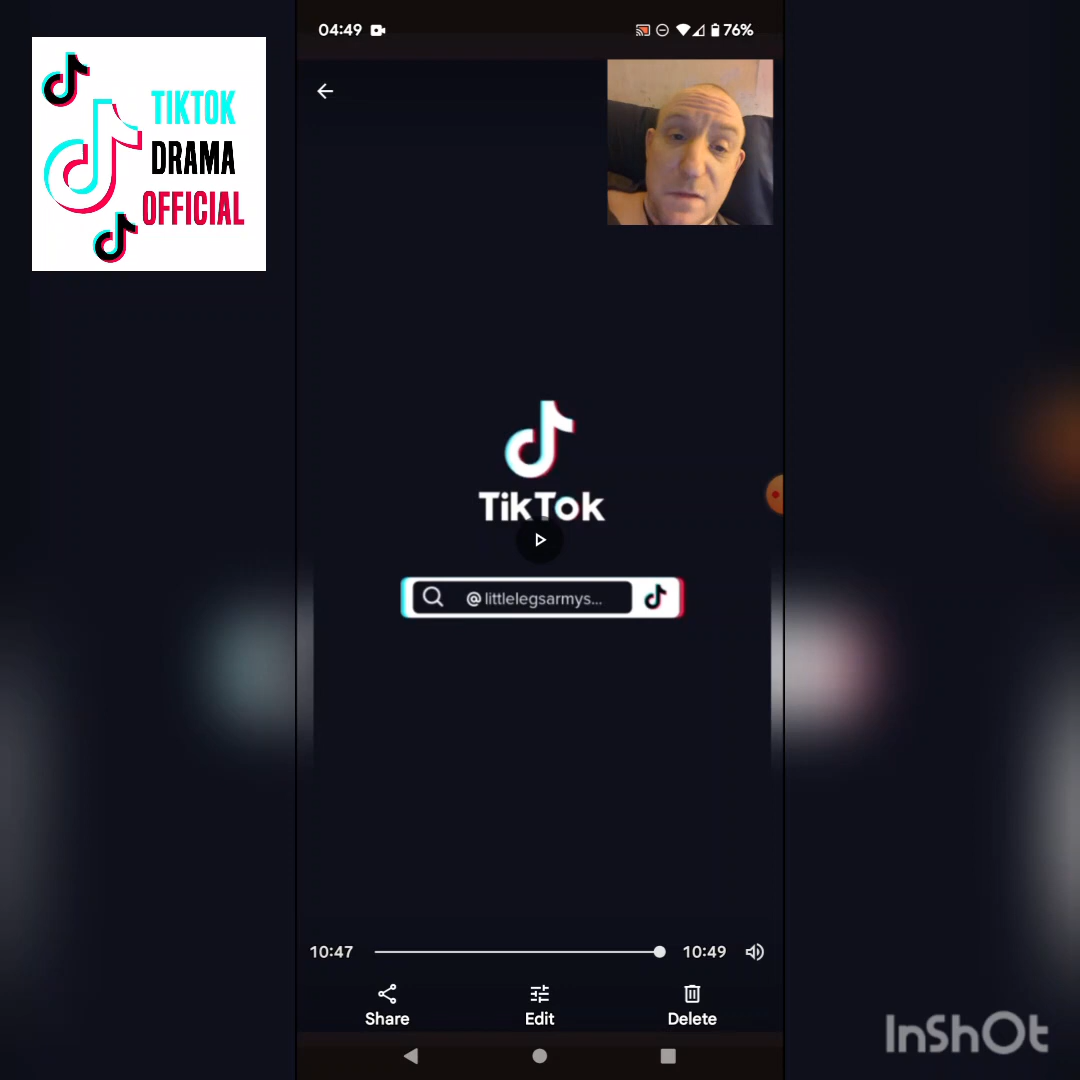 TIKTOK
DRAMA
OFFICIAL
04:49
76%
TikTok
@littlelegsarmys...
10:47
10:49
Share
Edit
Delete
InShOt